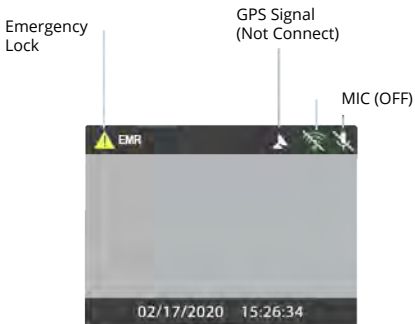 Emergency
Lock
GPS Signal
(Not Connect)
MIC (OFF)
EMR
02/17/2020 15:26:34